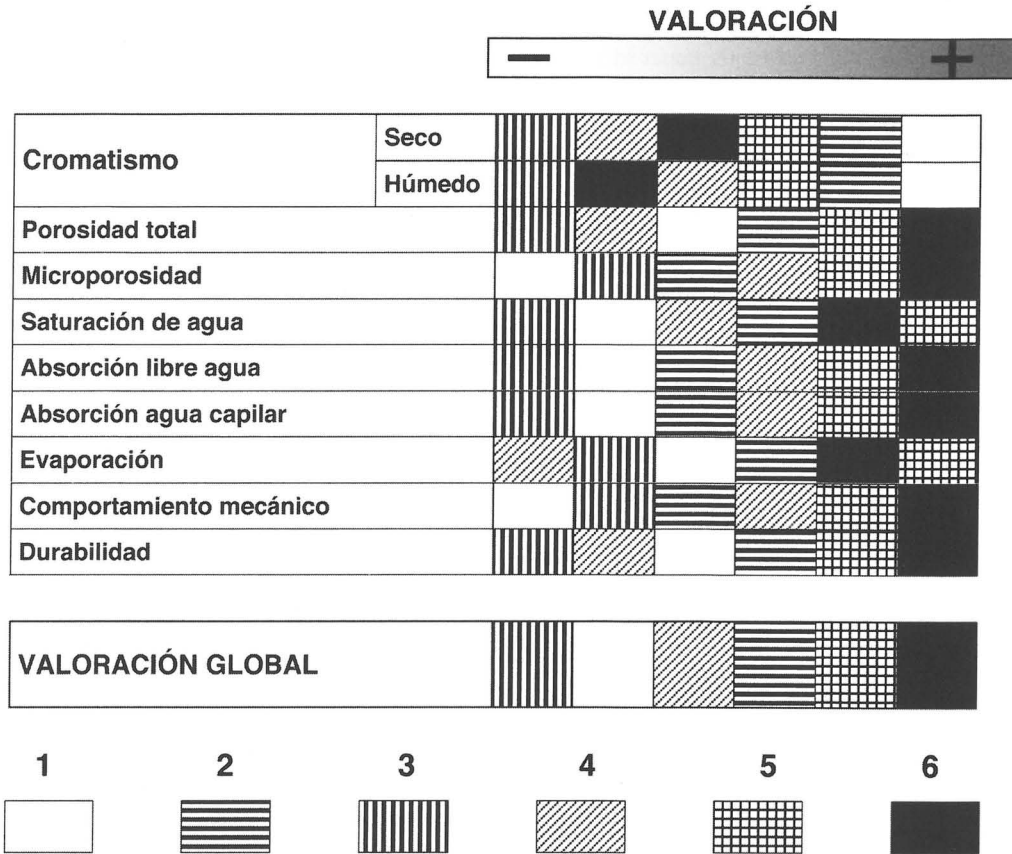 VALORACIÓN
− +
Cromatismo
Seco
Húmedo
Porosidad total
Microporosidad
Saturación de agua
Absorción libre agua
Absorción agua capilar
Evaporación
Comportamiento mecánico
Durabilidad
VALORACIÓN GLOBAL
1 2 3 4 5 6